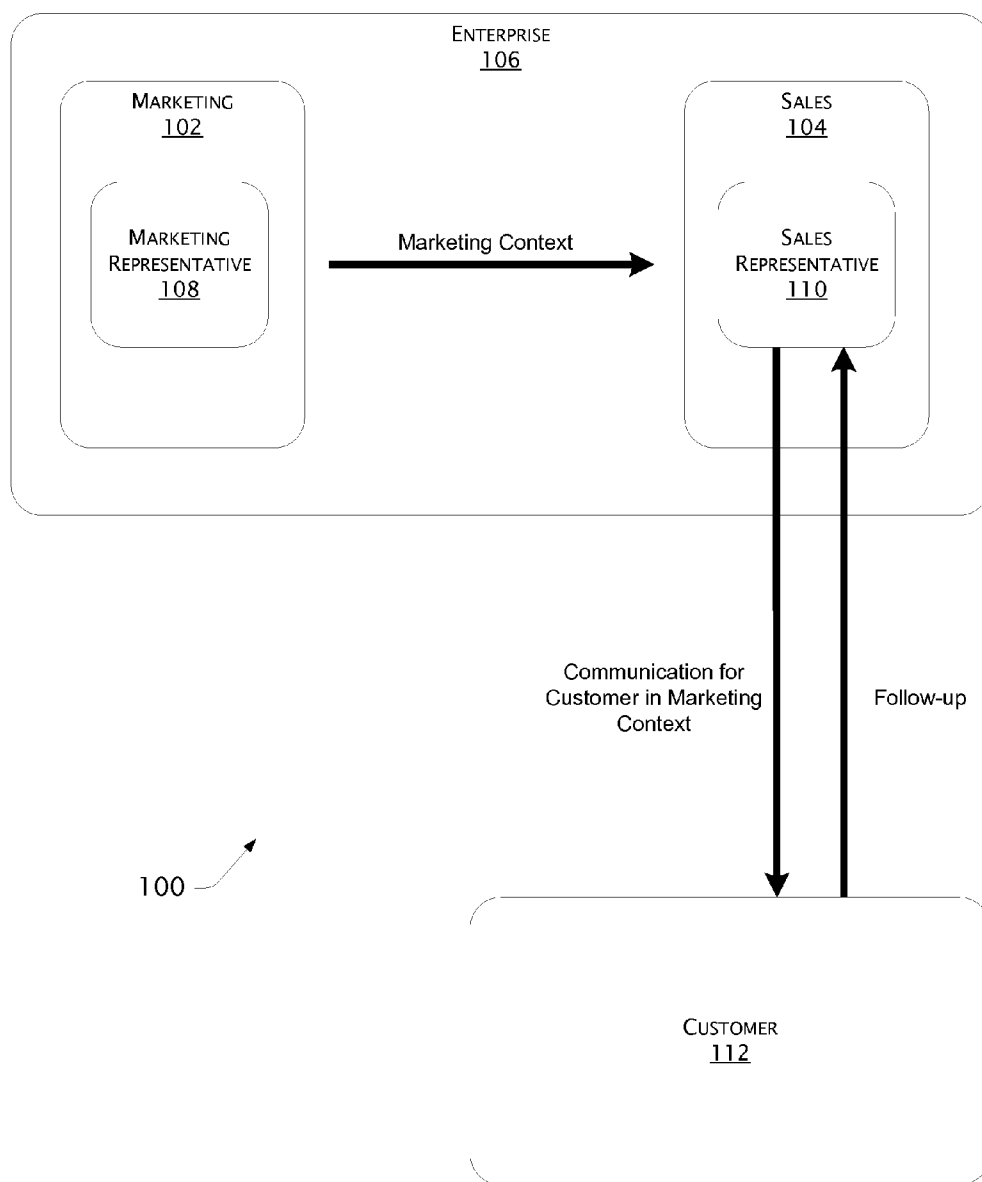 ENTERPRISE
106
MARKETING
102
SALES
104
MARKETING
REPRESENTATIVE
108
Marketing Context
SALES
REPRESENTATIVE
110
Communication for
Customer in Marketing
Context
Follow-up
100
CUSTOMER
112